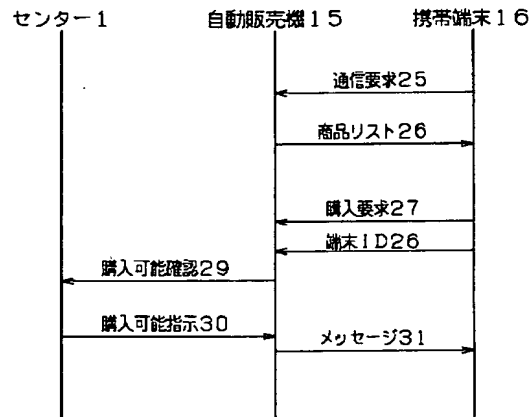 センター1 自動販売機15 携帯端末16
通信要求25
商品リスト26
購入要求27
端末ID26
購入可能確認29
購入可能指示30
メッセージ31